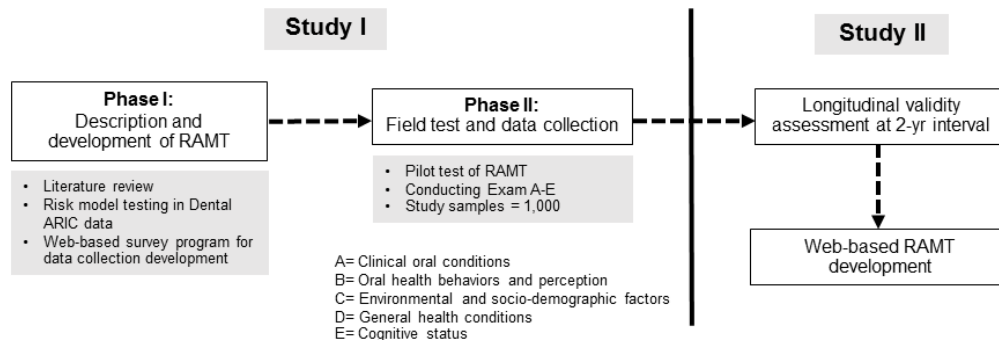 Study I
Phase I:
Description and
development of RAMT
• Literature review
• Risk model testing in Dental
ARIC data
• Web-based survey program for
data collection development
Phase II:
Field test and data collection
• Pilot test of RAMT
• Conducting Exam A-E
• Study samples = 1,000
A= Clinical oral conditions
B= Oral health behaviors and perception
C= Environmental and socio-demographic factors
D= General health conditions
E= Cognitive status
Study II
Longitudinal validity
assessment at 2-yr interval
Web-based RAMT
development